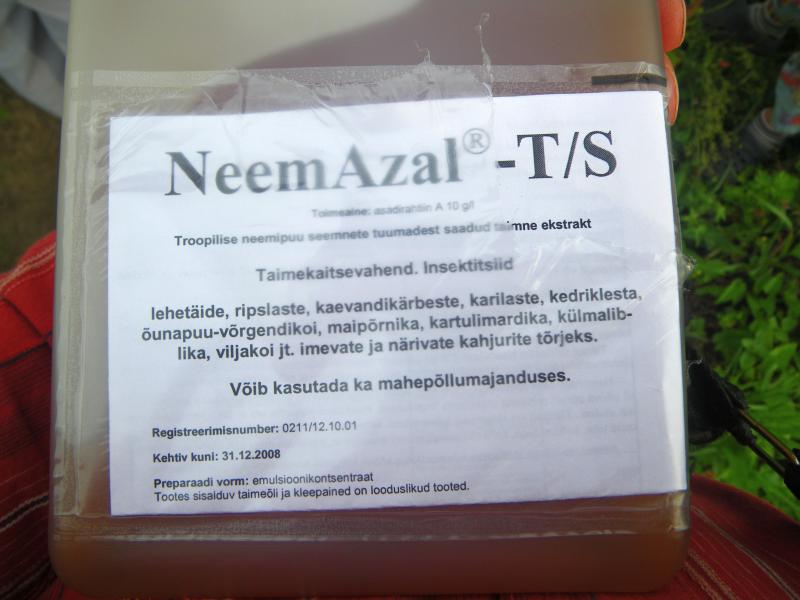 NeemAzal® -T/S
Toimeaine: asadirahtiin A 10 g/l
Troopilise neemipuu seemnete tuumadest saadud taimne ekstrakt
Taimekaitsevahend. Insektitsiid
lehetäide, ripslaste, kaevandikärbeste, karilaste, kedriklesta,
õunapuu-võrgendikoi, maipõrnika, kartulimardika, külmalib-
lika, viljakoi jt. imevate ja närivate kahjurite tõrjeks.
Võib kasutada ka mahepõllumajanduses.
Registreerimisnumber: 0211/12.10.01
Kehtiv kuni: 31.12.2008
Preparaadi vorm: emulsioonikontsentraat
Tootes sisalduv taimeõli ja kleepained on looduslikud tooted.